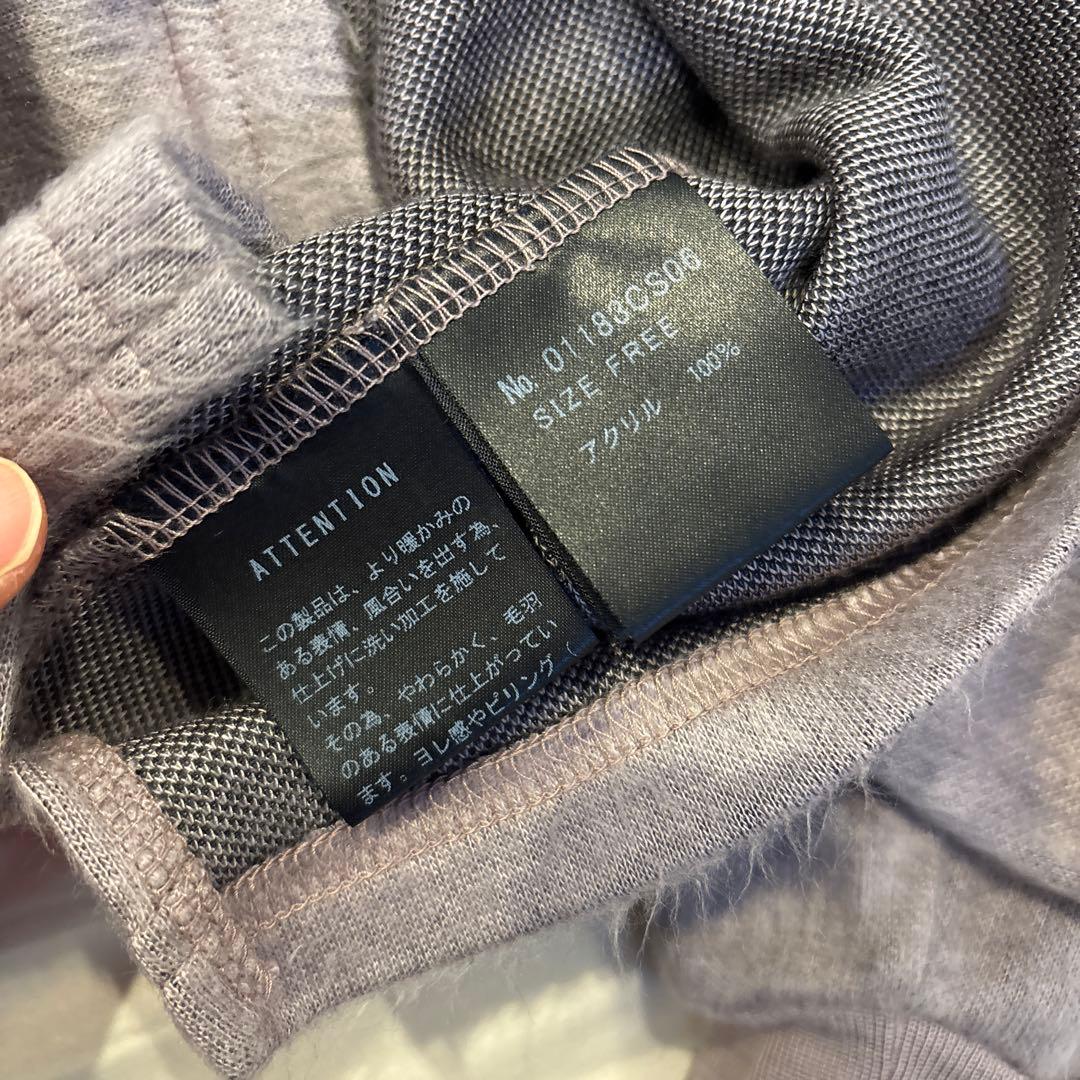 ATTENTION
この製品は、より暖かみの
ある表情、風合いを出す為、
仕上げに洗い加工を施して
います。
その為、やわらかく、毛羽
のある表情に仕上がってい
ます。ヨレ感やピリング（
No. 01183CS06
SIZE FREE
アクリル 100%